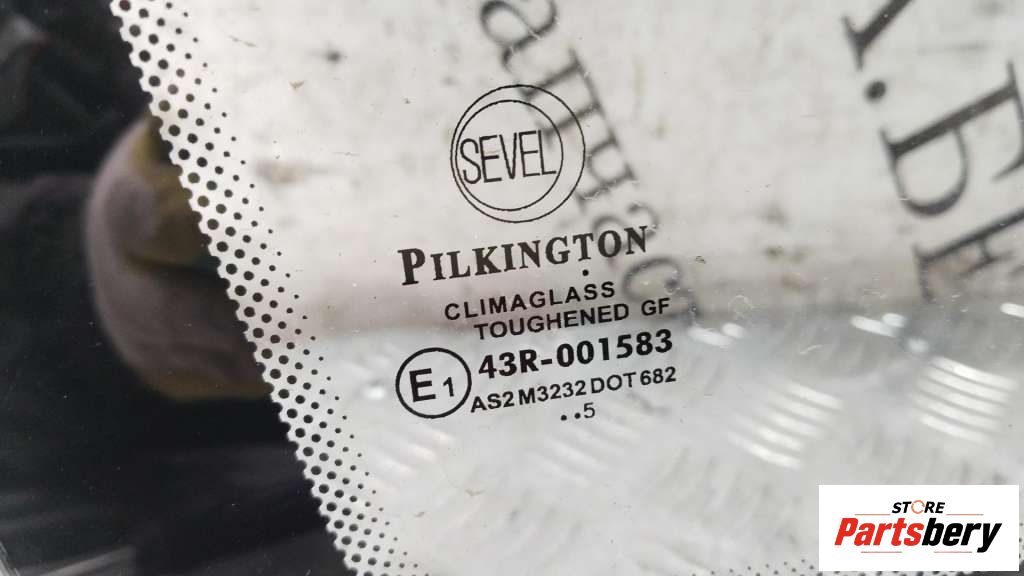 SEVEL
PILKINGTON
CLIMAGLASS
TOUGHENED GF
E1 43R-001583
AS2 M3232 DOT 682
..5
STORE
Partsbery